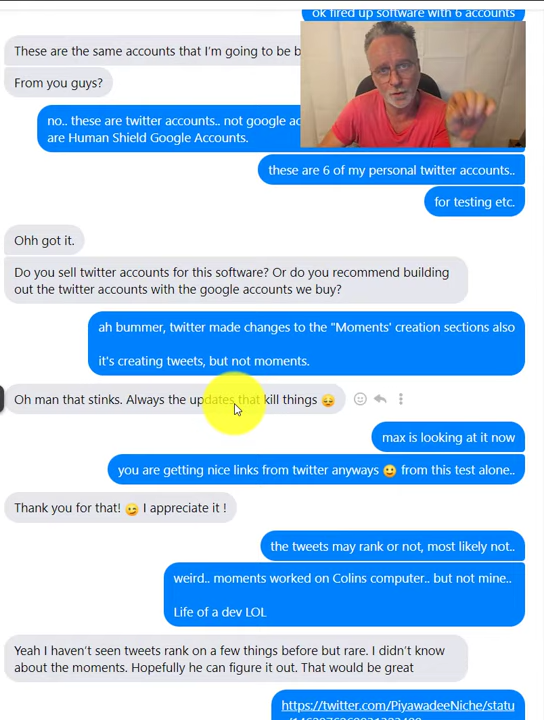 ok fired up software with 6 accounts
These are the same accounts that I'm going to be b
From you guys?
no.. these are twitter accounts.. not google ac
are Human Shield Google Accounts.
these are 6 of my personal twitter accounts..
for testing etc.
Ohh got it.
Do you sell twitter accounts for this software? Or do you recommend building
out the twitter accounts with the google accounts we buy?
ah bummer, twitter made changes to the "Moments' creation sections also
it's creating tweets, but not moments.
Oh man that stinks. Always the updates that kill things 😔
max is looking at it now
you are getting nice links from twitter anyways 😀 from this test alone..
Thank you for that! 😜 I appreciate it !
the tweets may rank or not, most likely not..
weird.. moments worked on Colins computer.. but not mine..
Life of a dev LOL
Yeah I haven't seen tweets rank on a few things before but rare. I didn't know
about the moments. Hopefully he can figure it out. That would be great
https://twitter.com/PiyawadeeNiche/statu